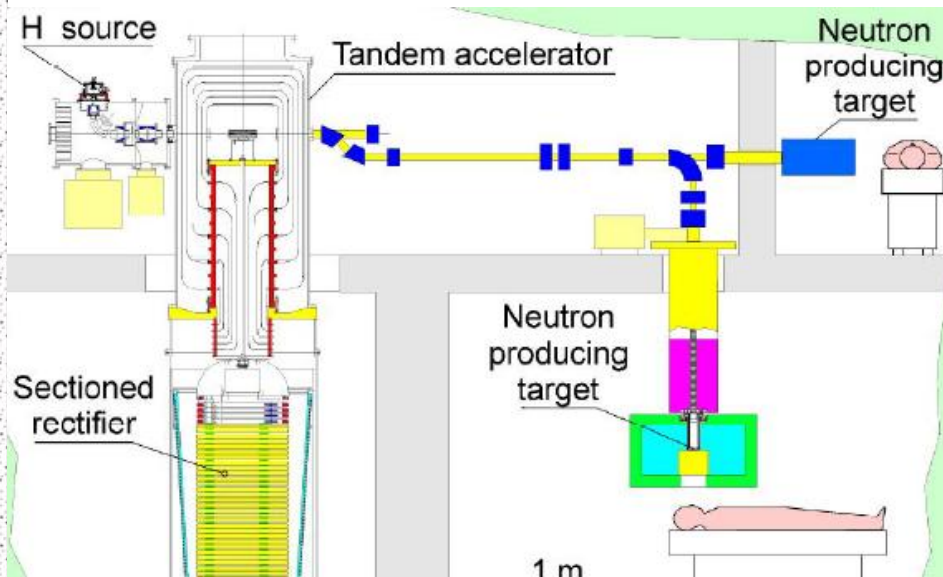 H source
Tandem accelerator
Neutron
producing
target
Neutron
producing
target
Sectioned
rectifier
1 m